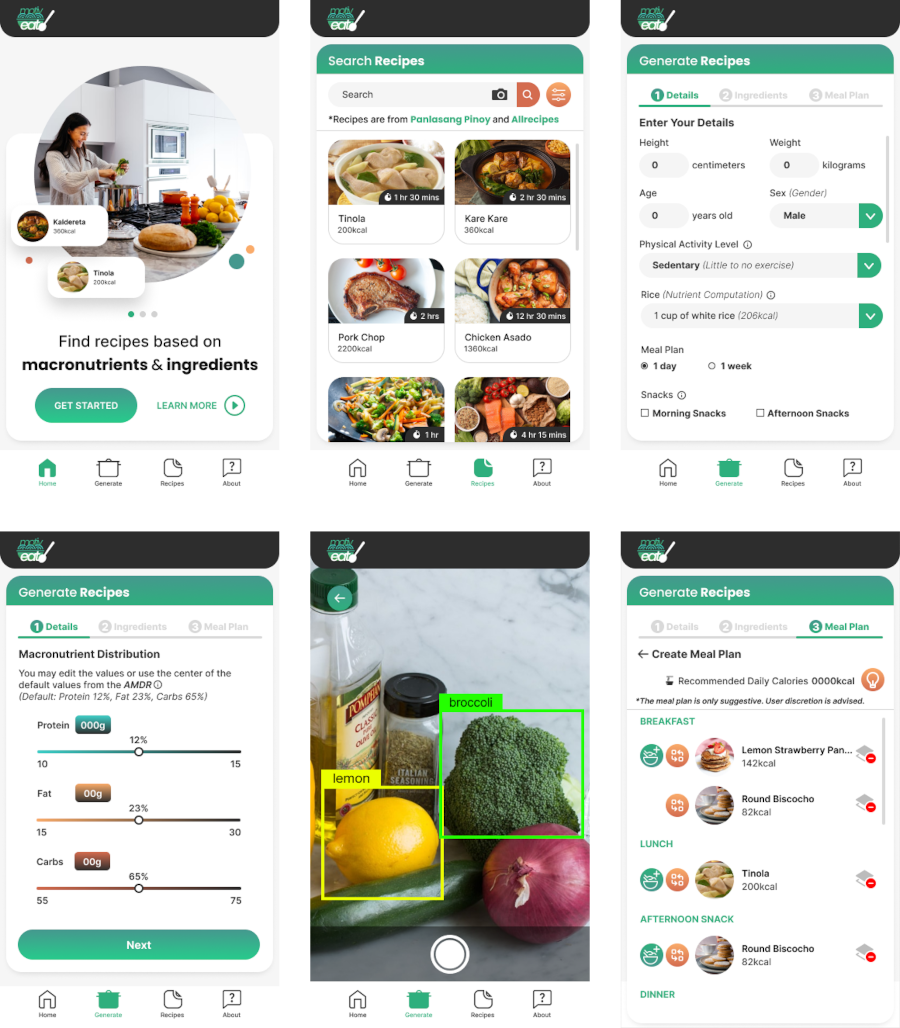 matik
eat
Kaldereta
360kcal
Tinola
200kcal
Find recipes based on
macronutrients & ingredients
GET STARTED
LEARN MORE
Home
Generate
Recipes
About
matik
eat
Search Recipes
Search
*Recipes are from Panlasang Pinoy and Allrecipes
1 hr 30 mins
2 hr 30 mins
Tinola
200kcal
Kare Kare
360kcal
2 hrs
12 hr 30 mins
Pork Chop
2200kcal
Chicken Asado
1360kcal
1 hr
4 hr 15 mins
Home
Generate
Recipes
About
matik
eat
Generate Recipes
1 Details
2 Ingredients
3 Meal Plan
Enter Your Details
Height
Weight
0 centimeters
0 kilograms
Age
Sex (Gender)
0 years old
Male
Physical Activity Level
Sedentary (Little to no exercise)
Rice (Nutrient Computation)
1 cup of white rice (206kcal)
Meal Plan
1 day
1 week
Snacks
Morning Snacks
Afternoon Snacks
Home
Generate
Recipes
About
matik
eat
Generate Recipes
1 Details
2 Ingredients
3 Meal Plan
Macronutrient Distribution
You may edit the values or use the center of the
default values from the AMDR
(Default: Protein 12%, Fat 23%, Carbs 65%)
Protein 000g
12%
10
15
Fat 00g
23%
15
30
Carbs 00g
65%
55
75
Next
Home
Generate
Recipes
About
matik
eat
POMPEIAN
CLASSIC
OLIVE OIL
ITALIAN
SEASONING
broccoli
lemon
Home
Generate
Recipes
About
matik
eat
Generate Recipes
1 Details
2 Ingredients
3 Meal Plan
Create Meal Plan
Recommended Daily Calories 0000kcal
*The meal plan is only suggestive. User discretion is advised.
BREAKFAST
Lemon Strawberry Pan...
142kcal
Round Biscocho
82kcal
LUNCH
Tinola
200kcal
AFTERNOON SNACK
Round Biscocho
82kcal
DINNER
Home
Generate
Recipes
About